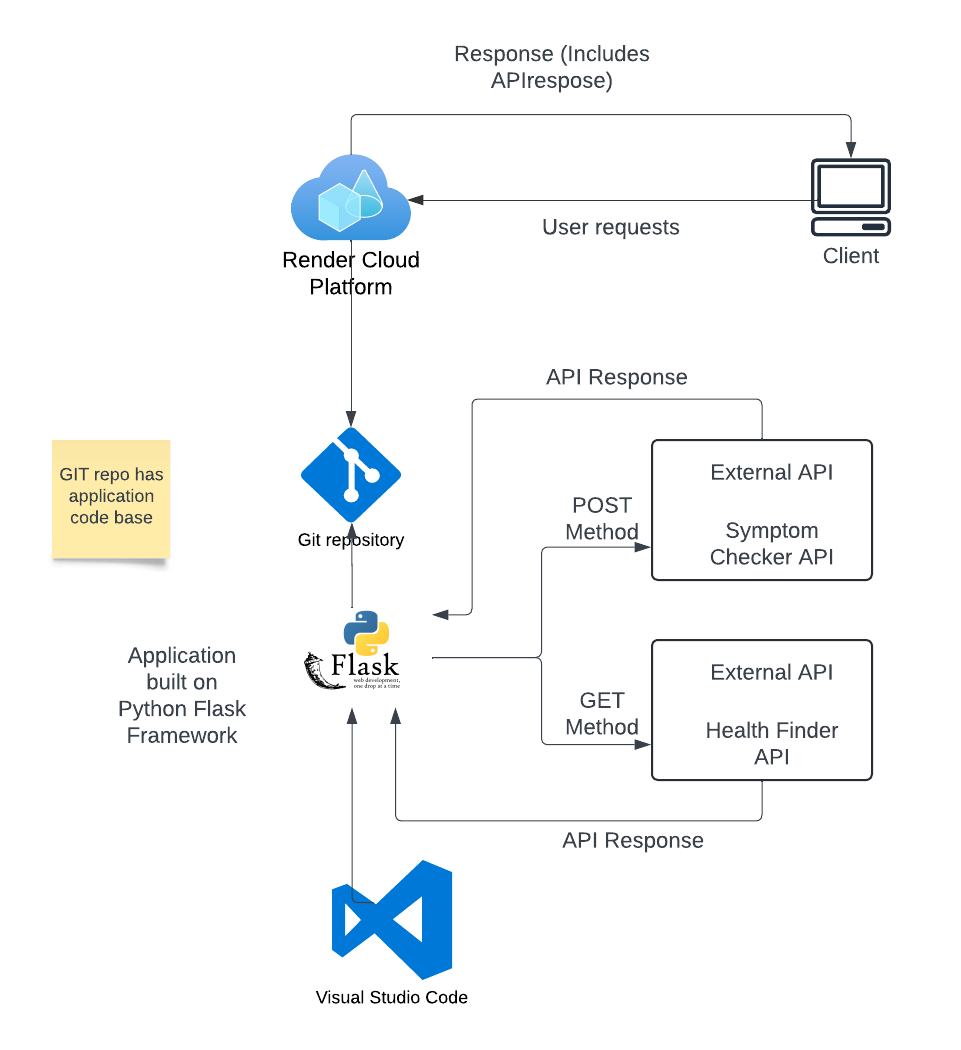 Response (Includes
APIrespose)
User requests
Client
Render Cloud
Platform
API Response
GIT repo has
application
code base
External API
Symptom
Checker API
POST
Method
Git repository
Flask
web development,
one drop at a time
Application
built on
Python Flask
Framework
External API
Health Finder
API
GET
Method
API Response
Visual Studio Code